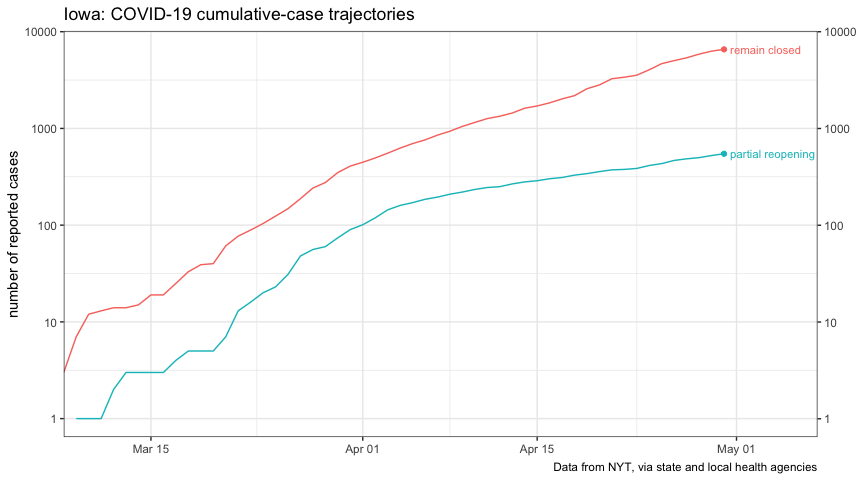 Iowa: COVID-19 cumulative-case trajectories
10000
10000
remain closed
1000
1000
partial reopening
number of reported cases
100
100
10
10
1
1
Mar 15
Apr 01
Apr 15
May 01
Data from NYT, via state and local health agencies